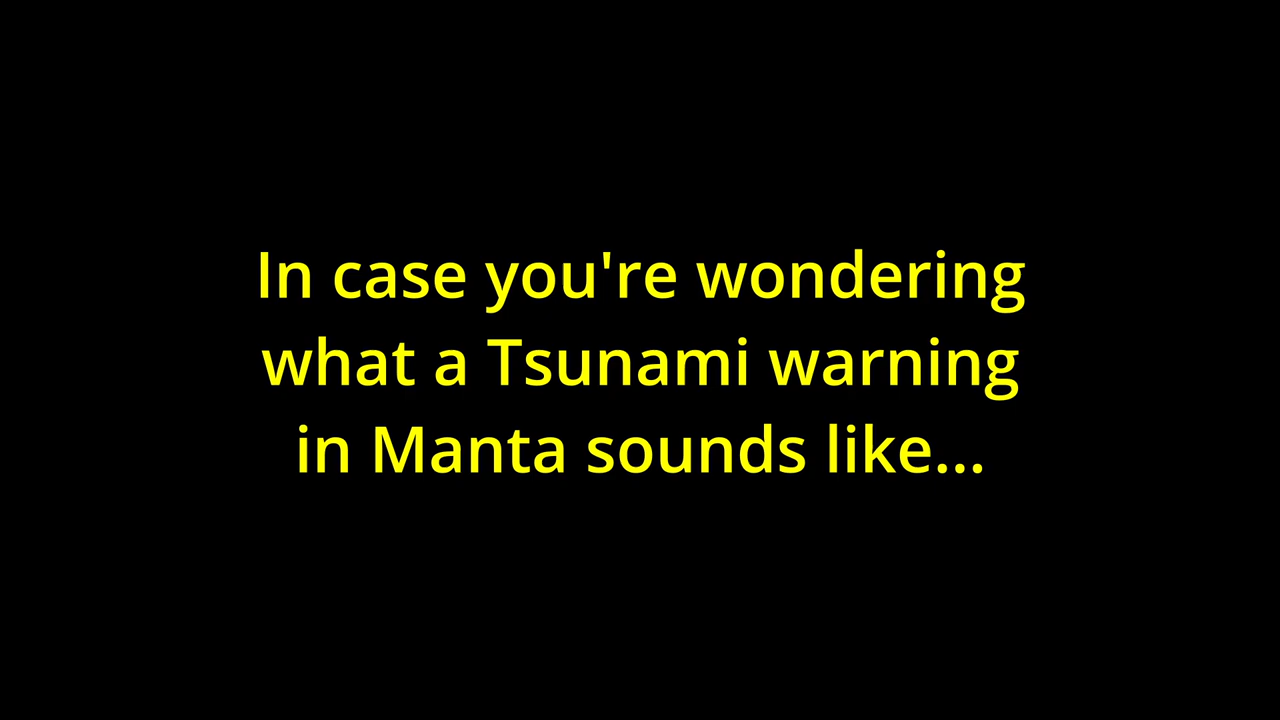 In case you're wondering
what a Tsunami warning
in Manta sounds like...